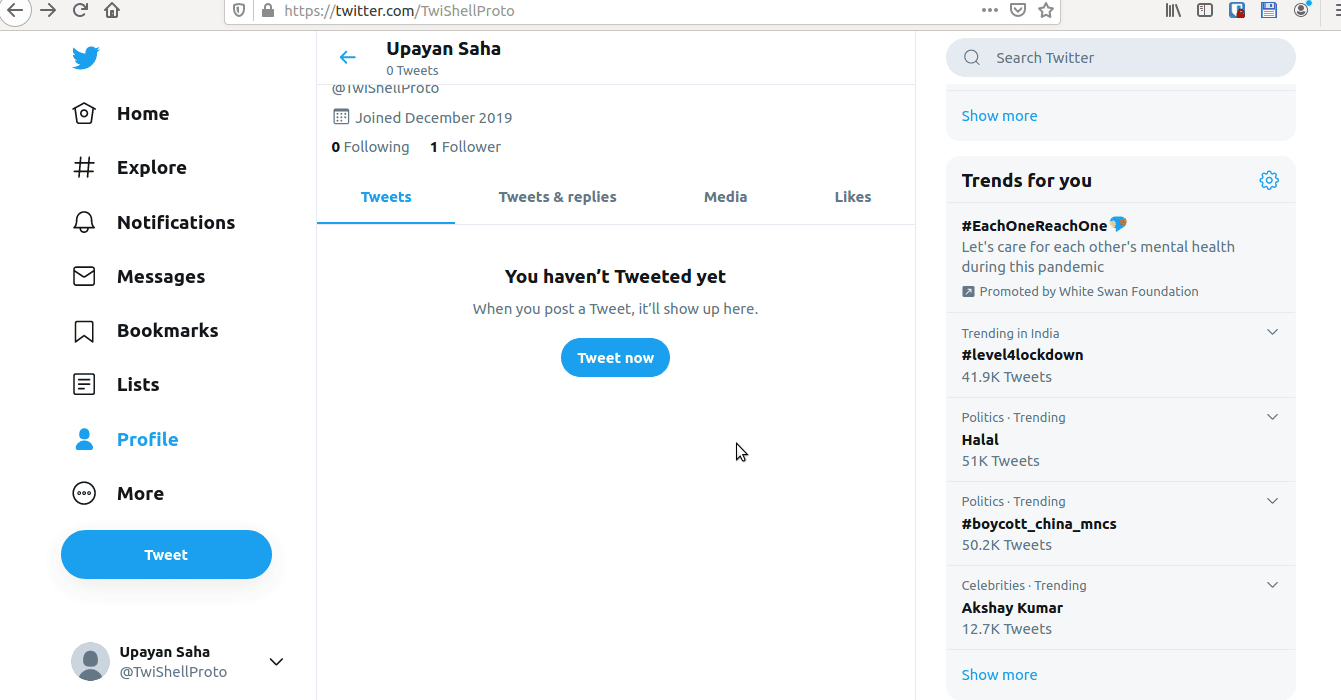 https://twitter.com/TwiShellProto
Home
Explore
Notifications
Messages
Bookmarks
Lists
Profile
More
Tweet
Upayan Saha
@TwiShellProto
Upayan Saha
0 Tweets
@TwiShellProto
Joined December 2019
0 Following 1 Follower
Tweets Tweets & replies Media Likes
You haven’t Tweeted yet
When you post a Tweet, it’ll show up here.
Tweet now
Search Twitter
Show more
Trends for you
#EachOneReachOne
Let's care for each other's mental health
during this pandemic
Promoted by White Swan Foundation
Trending in India
#level4lockdown
41.9K Tweets
Politics · Trending
Halal
51K Tweets
Politics · Trending
#boycott_china_mncs
50.2K Tweets
Celebrities · Trending
Akshay Kumar
12.7K Tweets
Show more